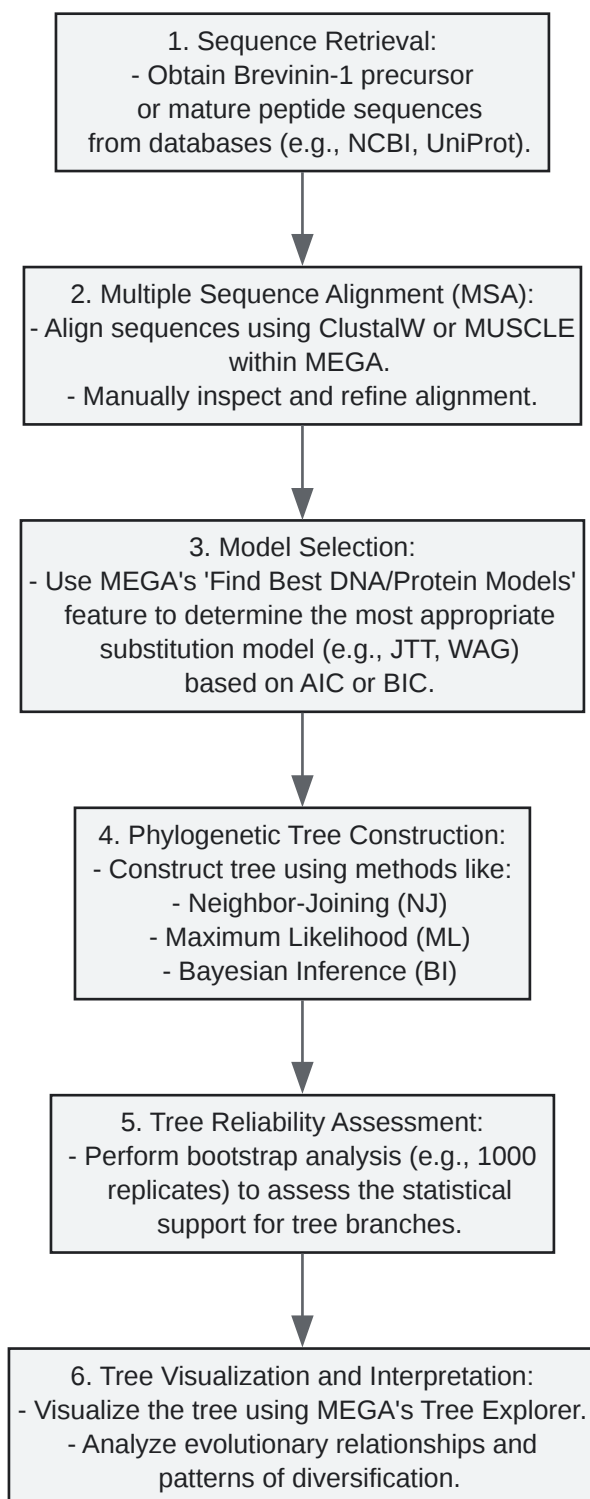 1. Sequence Retrieval:
- Obtain Brevinin-1 precursor
or mature peptide sequences
from databases (e.g., NCBI, UniProt).
2. Multiple Sequence Alignment (MSA):
- Align sequences using ClustalW or MUSCLE
within MEGA.
- Manually inspect and refine alignment.
3. Model Selection:
- Use MEGA's 'Find Best DNA/Protein Models'
feature to determine the most appropriate
substitution model (e.g., JTT, WAG)
based on AIC or BIC.
4. Phylogenetic Tree Construction:
- Construct tree using methods like:
- Neighbor-Joining (NJ)
- Maximum Likelihood (ML)
- Bayesian Inference (BI)
5. Tree Reliability Assessment:
- Perform bootstrap analysis (e.g., 1000
replicates) to assess the statistical
support for tree branches.
6. Tree Visualization and Interpretation:
- Visualize the tree using MEGA's Tree Explorer.
- Analyze evolutionary relationships and
patterns of diversification.